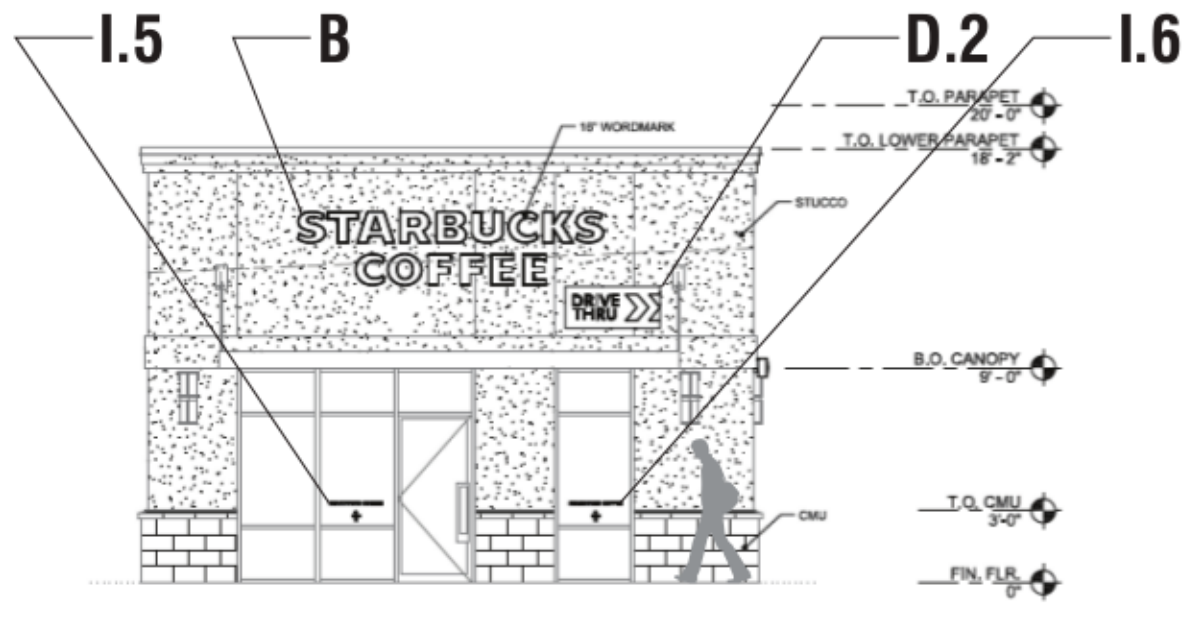 I.5
B
D.2
I.6
T.O. PARAPET
20' - 0"
18" WORDMARK
T.O. LOWER PARAPET
18' - 2"
STUCCO
STARBUCKS
COFFEE
DRIVE
THRU
B.O. CANOPY
9' - 0"
T.O. CMU
3'-0"
CMU
FIN. FLR.
0"